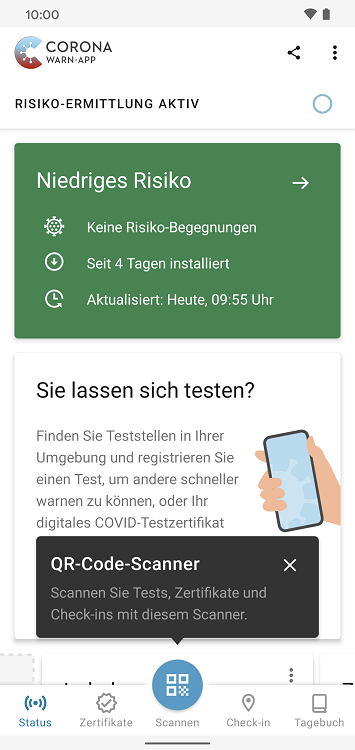 10:00
CORONA
WARN-APP
RISIKO-ERMITTLUNG AKTIV
Niedriges Risiko
Keine Risiko-Begegnungen
Seit 4 Tagen installiert
Aktualisiert: Heute, 09:55 Uhr
Sie lassen sich testen?
Finden Sie Teststellen in Ihrer
Umgebung und registrieren Sie
einen Test, um andere schneller
warnen zu können, oder Ihr
digitales COVID-Testzertifikat
QR-Code-Scanner
Scannen Sie Tests, Zertifikate und
Check-ins mit diesem Scanner.
Status
Zertifikate
Scannen
Check-in
Tagebuch